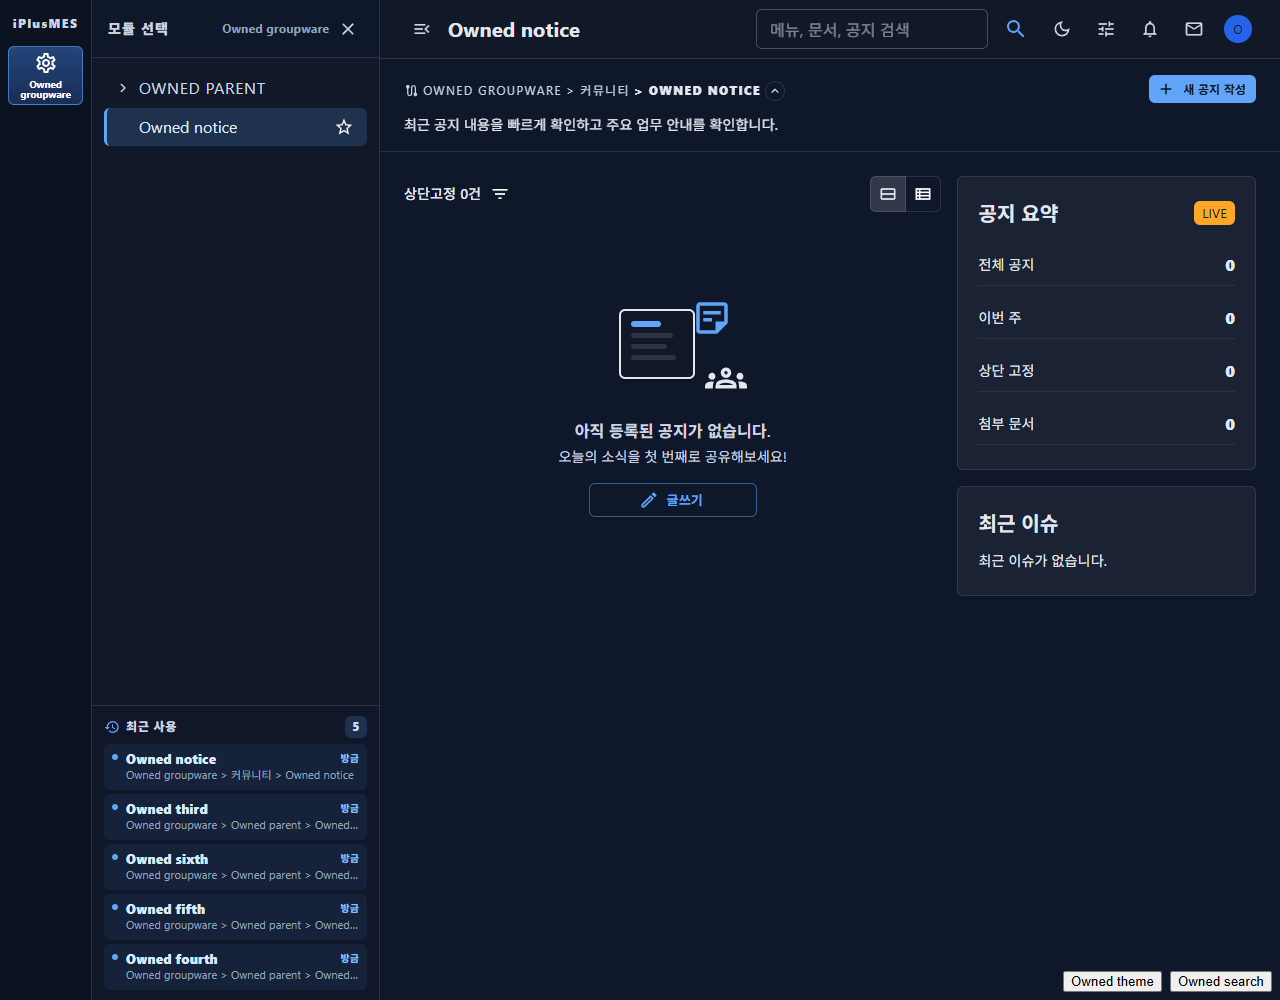 iPlusMES
Owned
groupware
모듈 선택
Owned groupware
OWNED PARENT
Owned notice
최근 사용
5
Owned notice
방금
Owned groupware > 커뮤니티 > Owned notice
Owned third
방금
Owned groupware > Owned parent > Owned...
Owned sixth
방금
Owned groupware > Owned parent > Owned...
Owned fifth
방금
Owned groupware > Owned parent > Owned...
Owned fourth
방금
Owned groupware > Owned parent > Owned...
Owned notice
메뉴, 문서, 공지 검색
O
OWNED GROUPWARE > 커뮤니티 > OWNED NOTICE
새 공지 작성
최근 공지 내용을 빠르게 확인하고 주요 업무 안내를 확인합니다.
상단고정 0건
아직 등록된 공지가 없습니다.
오늘의 소식을 첫 번째로 공유해보세요!
글쓰기
공지 요약
LIVE
전체 공지
0
이번 주
0
상단 고정
0
첨부 문서
0
최근 이슈
최근 이슈가 없습니다.
Owned theme
Owned search